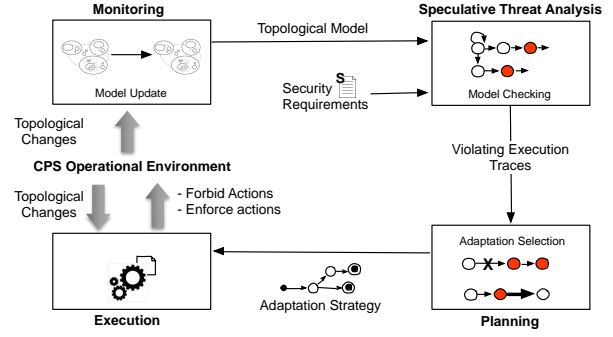 Monitoring
Speculative Threat Analysis
Topological Model
Model Update
S
Security
Requirements
Model Checking
Topological
Changes
Violating Execution
Traces
CPS Operational Environment
Topological
Changes
- Forbid Actions
- Enforce actions
Adaptation Selection
X
Adaptation Strategy
Execution
Planning